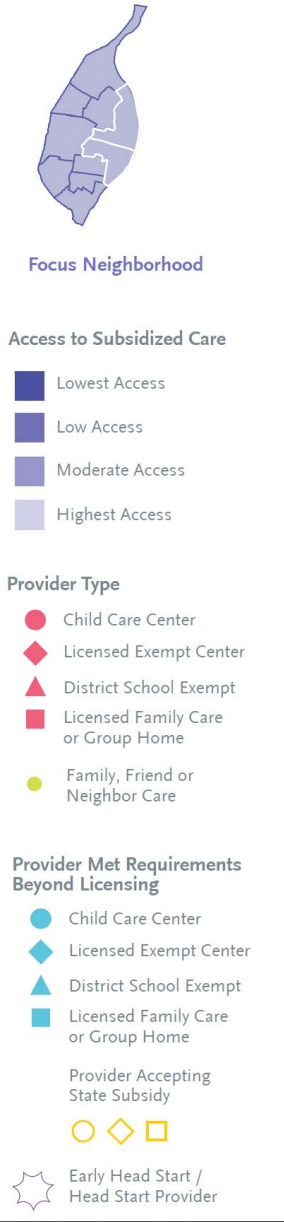 Focus Neighborhood
Access to Subsidized Care
Lowest Access
Low Access
Moderate Access
Highest Access
Provider Type
Child Care Center
Licensed Exempt Center
District School Exempt
Licensed Family Care
or Group Home
Family, Friend or
Neighbor Care
Provider Met Requirements
Beyond Licensing
Child Care Center
Licensed Exempt Center
District School Exempt
Licensed Family Care
or Group Home
Provider Accepting
State Subsidy
Early Head Start /
Head Start Provider